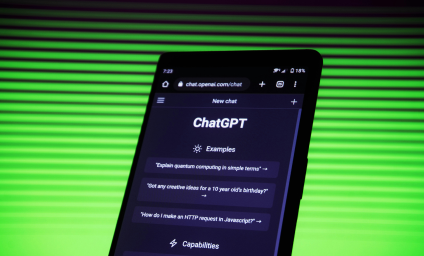 7:23 18%
chat.openai.com/chat
New chat
ChatGPT
Examples
"Explain quantum computing in simple terms" →
"Got any creative ideas for a 10 year old's birthday?"
→
"How do I make an HTTP request in Javascript?" →
Capabilities